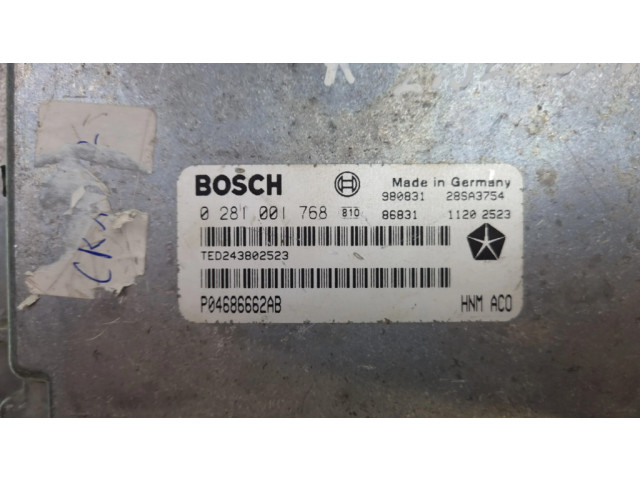 BOSCH Made in Germany
980831 28SA3754
0 281 001 768 810 86831 1120 2523
TED243802523
P04686662AB HNM ACO